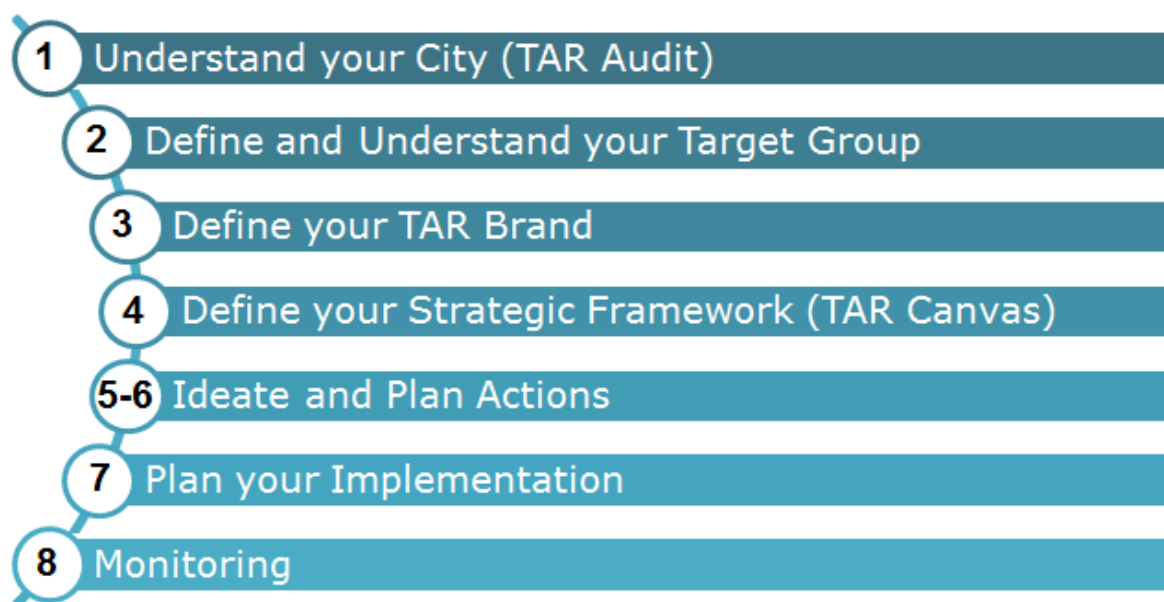 1 Understand your City (TAR Audit)
2 Define and Understand your Target Group
3 Define your TAR Brand
4 Define your Strategic Framework (TAR Canvas)
5-6 Ideate and Plan Actions
7 Plan your Implementation
8 Monitoring